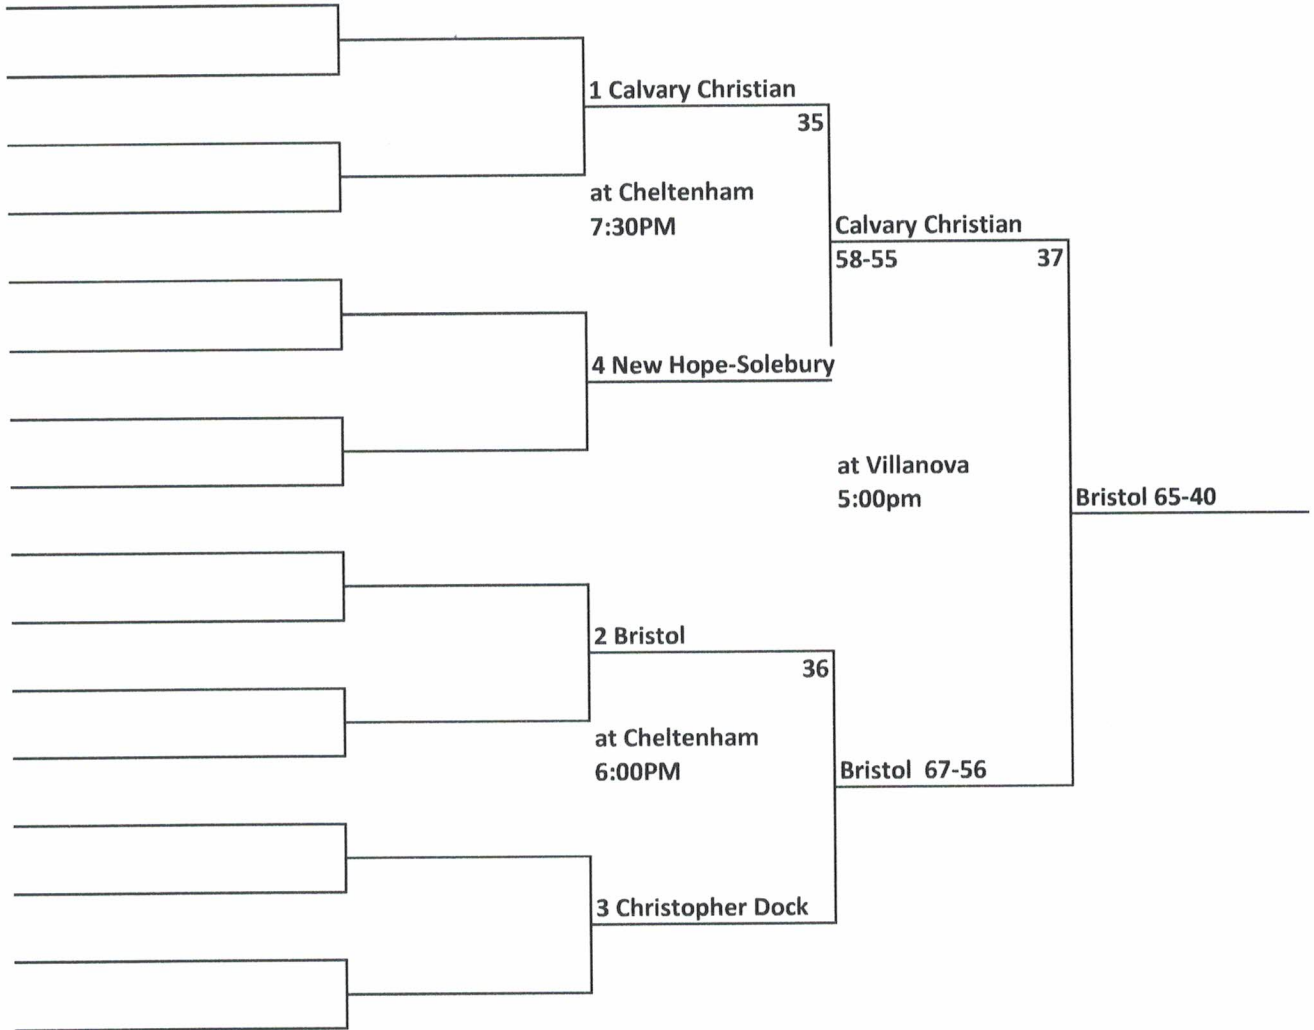 1 Calvary Christian
35
at Cheltenham
7:30PM
Calvary Christian
58-55
37
4 New Hope-Solebury
at Villanova
5:00pm
Bristol 65-40
2 Bristol
36
at Cheltenham
6:00PM
Bristol 67-56
3 Christopher Dock